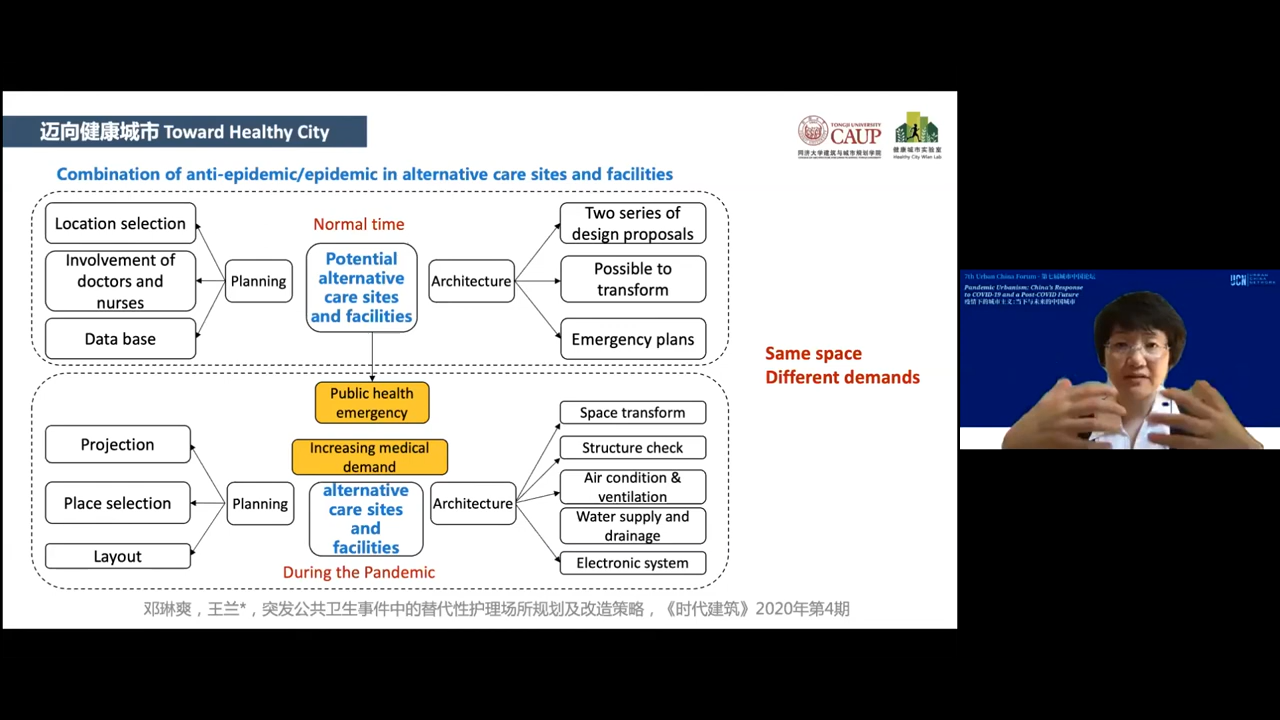 迈向健康城市 Toward Healthy City
TONGJI UNIVERSITY
CAUP
同济大学建筑与城市规划学院
健康城市实验室
Healthy City Wlan Lab
Combination of anti-epidemic/epidemic in alternative care sites and facilities
Normal time
Location selection
Involvement of
doctors and
nurses
Data base
Planning
Potential
alternative
care sites
and facilities
Architecture
Two series of
design proposals
Possible to
transform
Emergency plans
Same space
Different demands
Public health
emergency
Increasing medical
demand
Projection
Place selection
Layout
Planning
alternative
care sites
and
facilities
Architecture
Space transform
Structure check
Air condition &
ventilation
Water supply and
drainage
Electronic system
During the Pandemic
邓琳爽，王兰*，突发公共卫生事件中的替代性护理场所规划及改造策略，《时代建筑》2020年第4期
7th Urban China Forum · 第七届城市中国论坛
Pandemic Urbanism: China's Response
to COVID-19 and a Post-COVID Future
疫情下的城市主义:当下与未来的中国城市
UCN
URBAN
CHINA
NETWORK